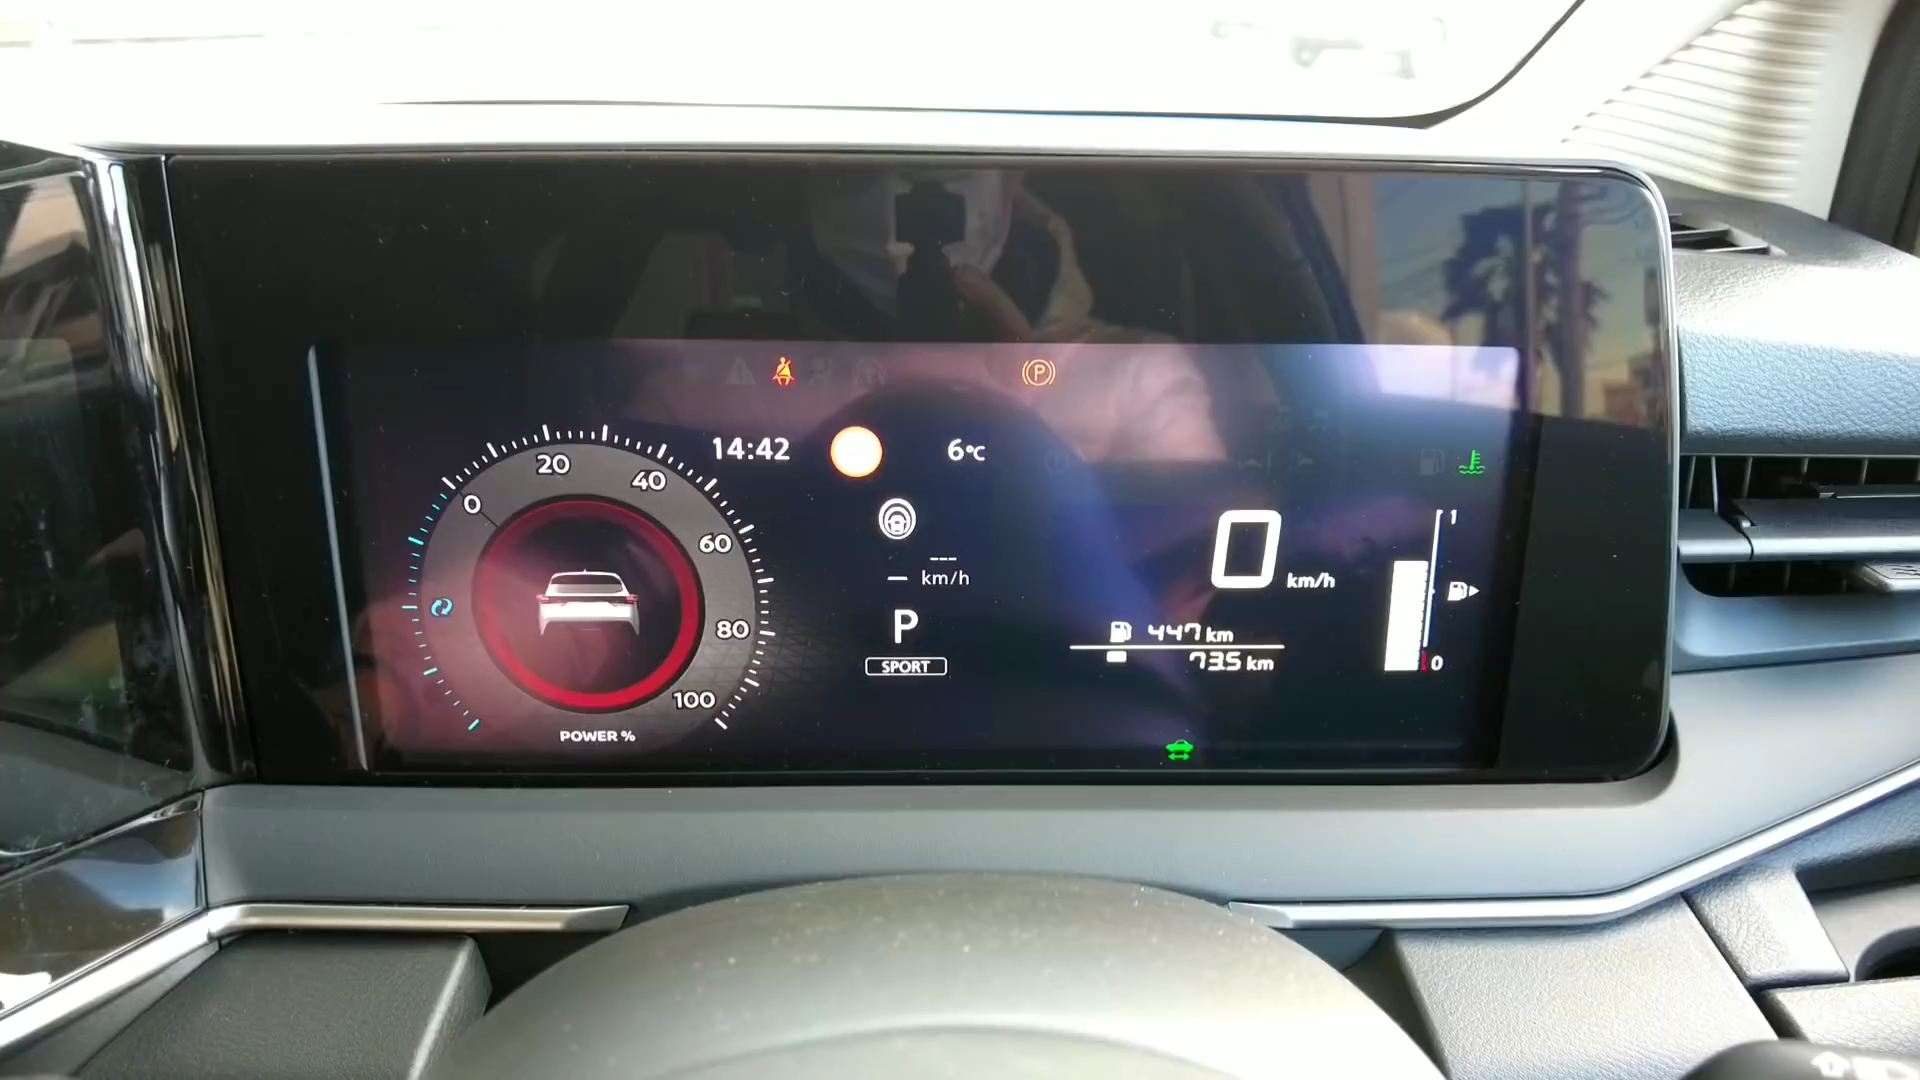 14:42
6°C
0
20
40
60
80
100
POWER %
--- 
— km/h
P
SPORT
0 km/h
447 km
735 km
1
0